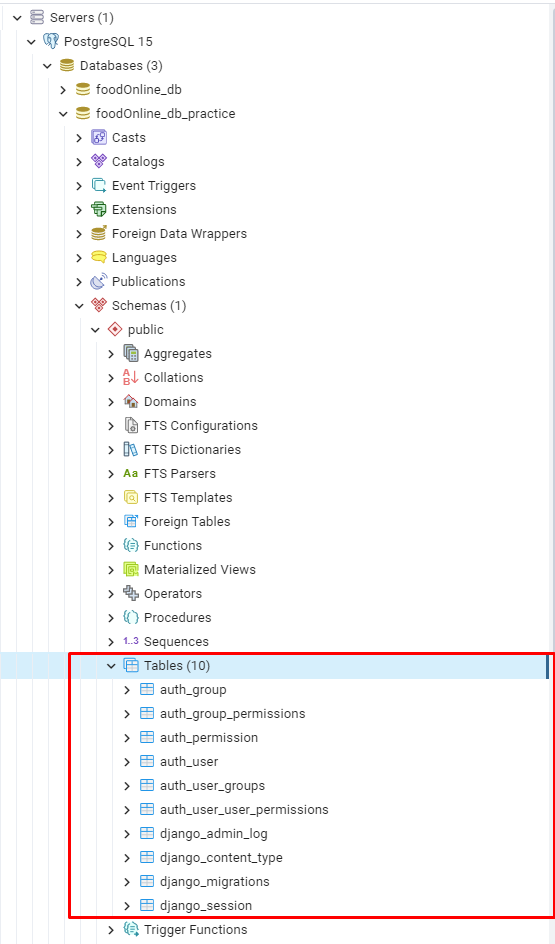 Servers (1)
PostgreSQL 15
Databases (3)
foodOnline_db
foodOnline_db_practice
Casts
Catalogs
Event Triggers
Extensions
Foreign Data Wrappers
Languages
Publications
Schemas (1)
public
Aggregates
A
B
Collations
Domains
FTS Configurations
FTS Dictionaries
Aa FTS Parsers
FTS Templates
Foreign Tables
Functions
Materialized Views
Operators
Procedures
1..3 Sequences
Tables (10)
auth_group
auth_group_permissions
auth_permission
auth_user
auth_user_groups
auth_user_user_permissions
django_admin_log
django_content_type
django_migrations
django_session
Trigger Functions